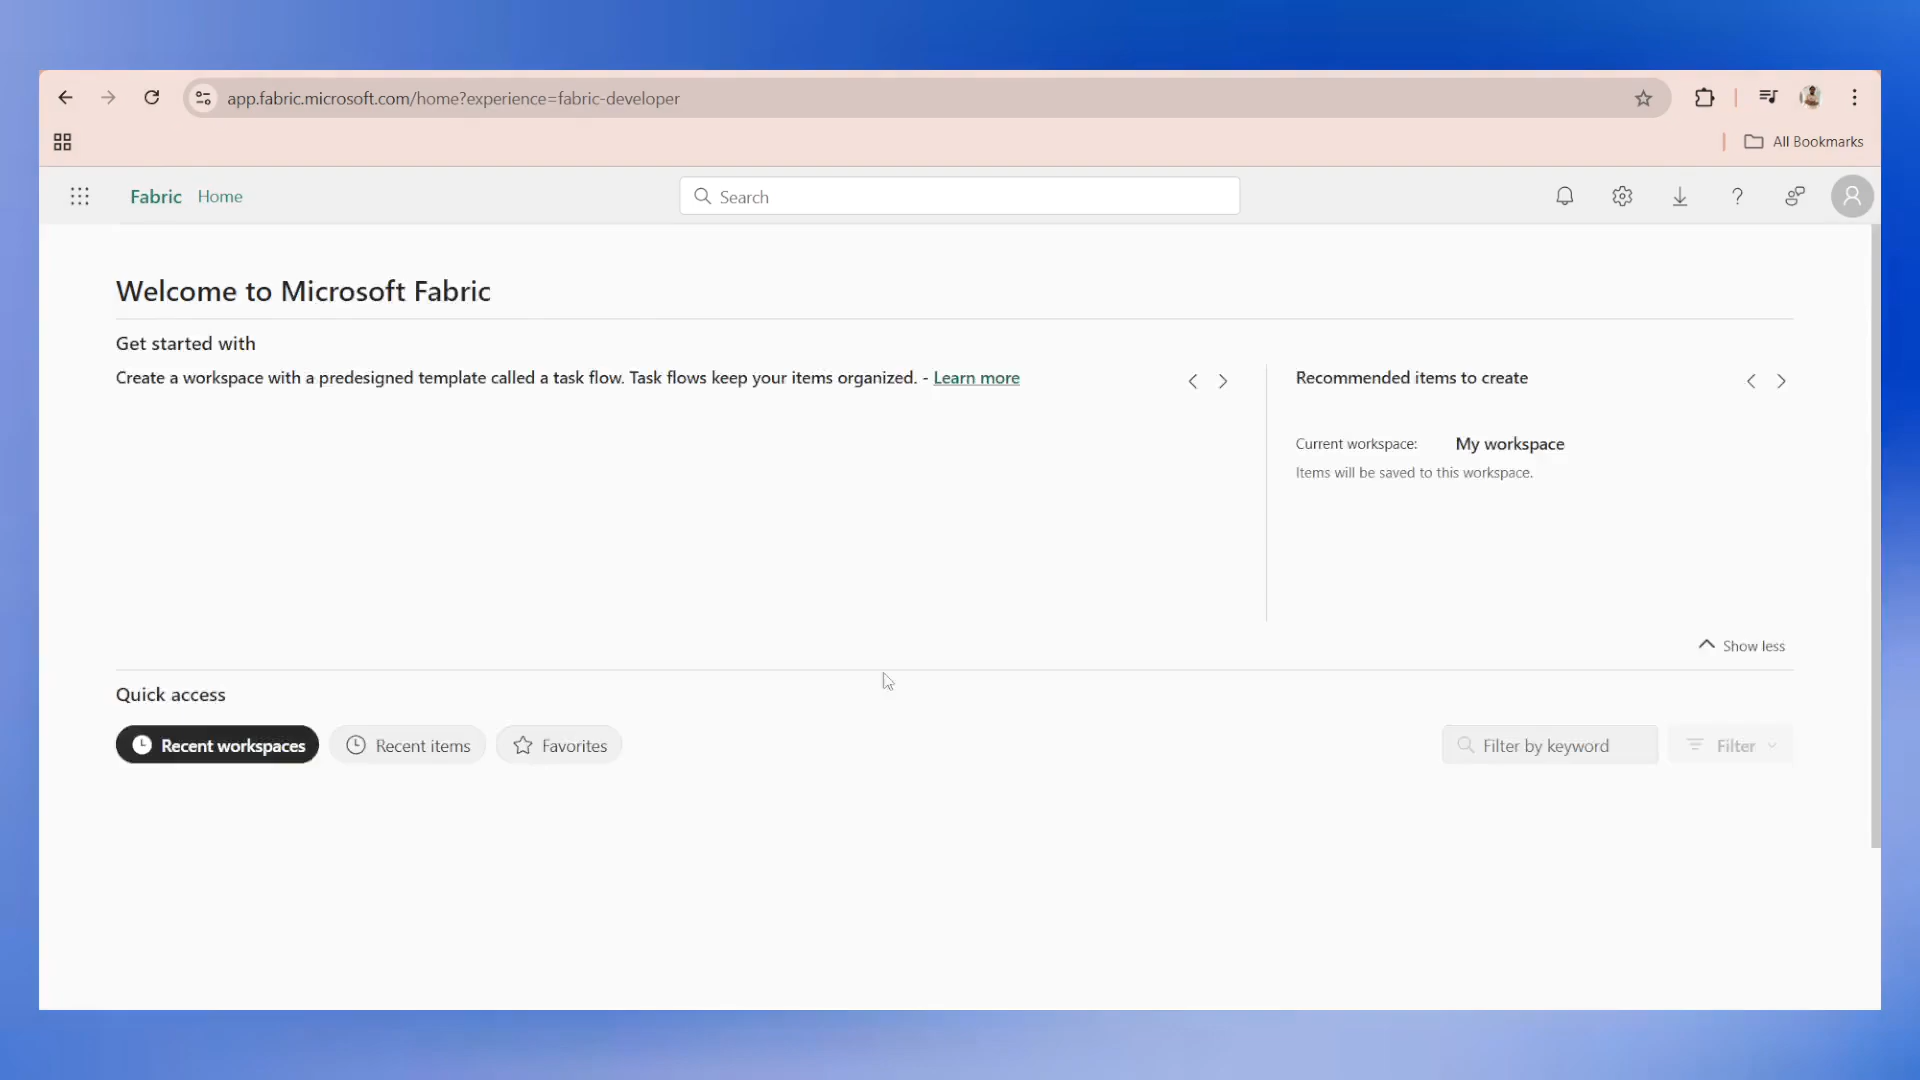 app.fabric.microsoft.com/home?experience=fabric-developer
All Bookmarks
Fabric Home
Search
Welcome to Microsoft Fabric
Get started with
Create a workspace with a predesigned template called a task flow. Task flows keep your items organized. - Learn more
Recommended items to create
Current workspace: My workspace
Items will be saved to this workspace.
Show less
Quick access
Recent workspaces
Recent items
Favorites
Filter by keyword
Filter